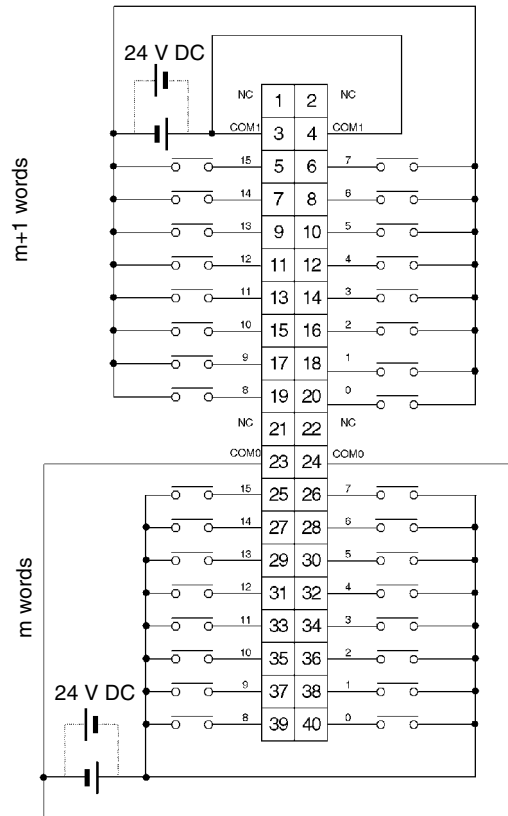 24 V DC
NC 1 2 NC
COM1 3 4 COM1
15 5 6 7
14 7 8 6
13 9 10 5
12 11 12 4
11 13 14 3
10 15 16 2
9 17 18 1
8 19 20 0
NC 21 22 NC
COM0 23 24 COM0
15 25 26 7
14 27 28 6
13 29 30 5
12 31 32 4
11 33 34 3
10 35 36 2
9 37 38 1
8 39 40 0
24 V DC
m+1 words
m words